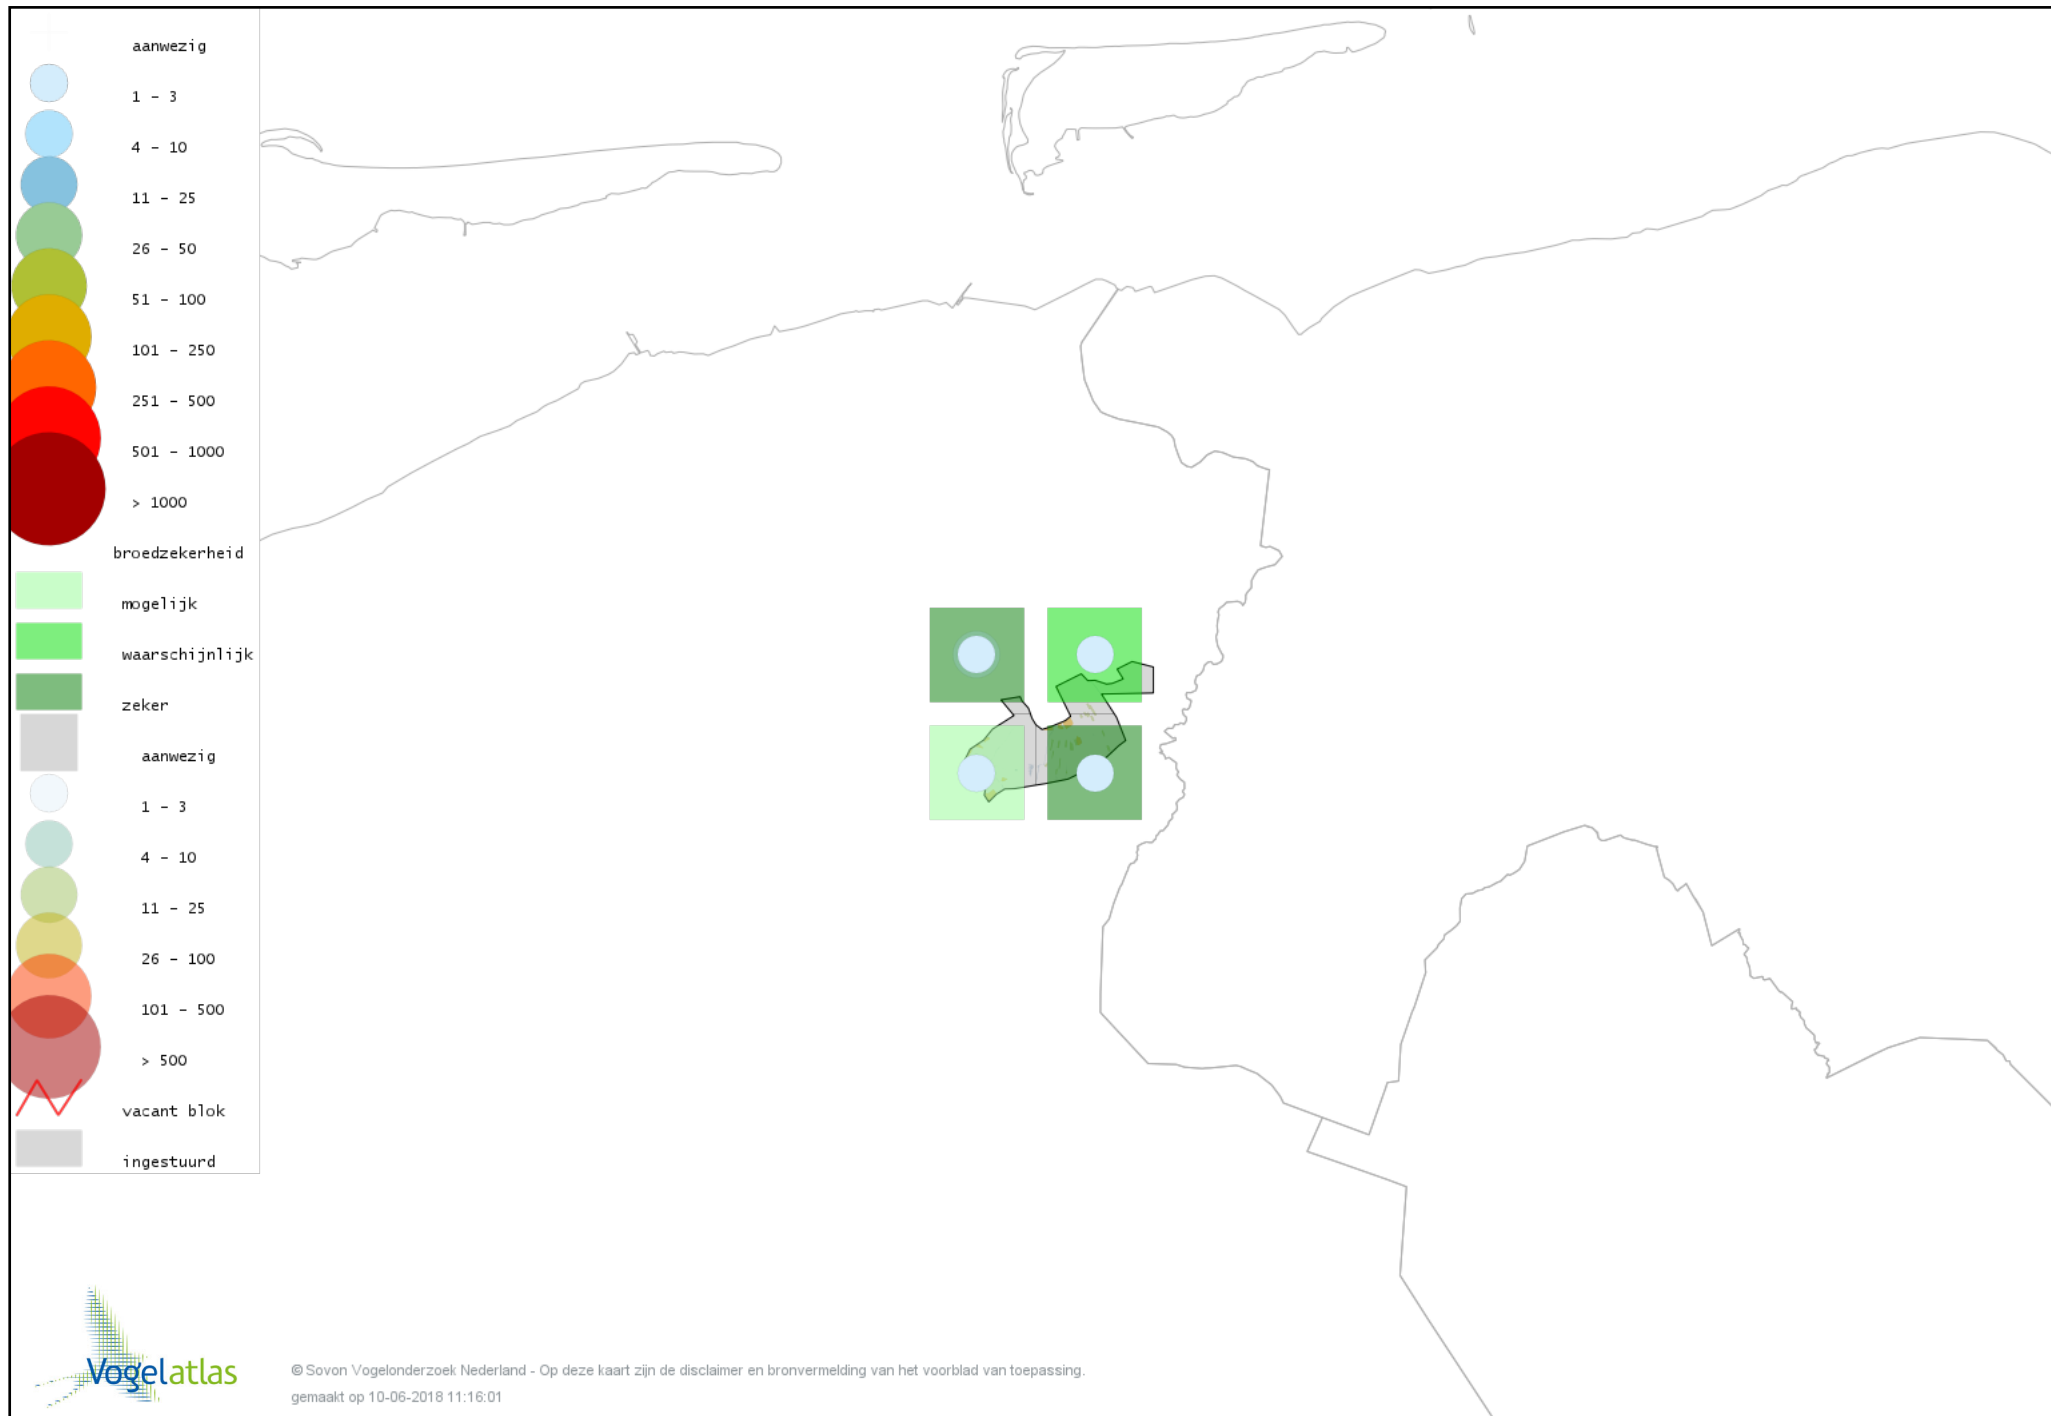 aanwezig
1 - 3
4 - 10
11 - 25
26 - 50
51 - 100
101 - 250
251 - 500
501 - 1000
> 1000
broedzekerheid
mogelijk
waarschijnlijk
zeker
aanwezig
1 - 3
4 - 10
11 - 25
26 - 100
101 - 500
> 500
vacant blok
ingestuurd
Vogelatlas
© Sovon Vogelonderzoek Nederland - Op deze kaart zijn de disclaimer en bronvermelding van het voorblad van toepassing.
gemaakt op 10-06-2018 11:16:01